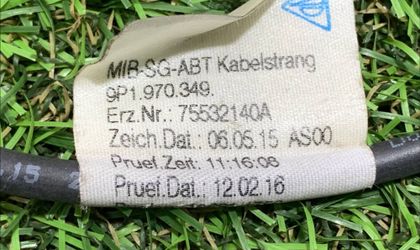 MIB-SG-ABT Kabelstrang
9P1.970.349.
Erz.Nr.: 75532140A
Zeich.Dat.: 06.05.15 AS00
Pruef.Zeit: 11:16:06
Pruef.Dat.: 12.02.16